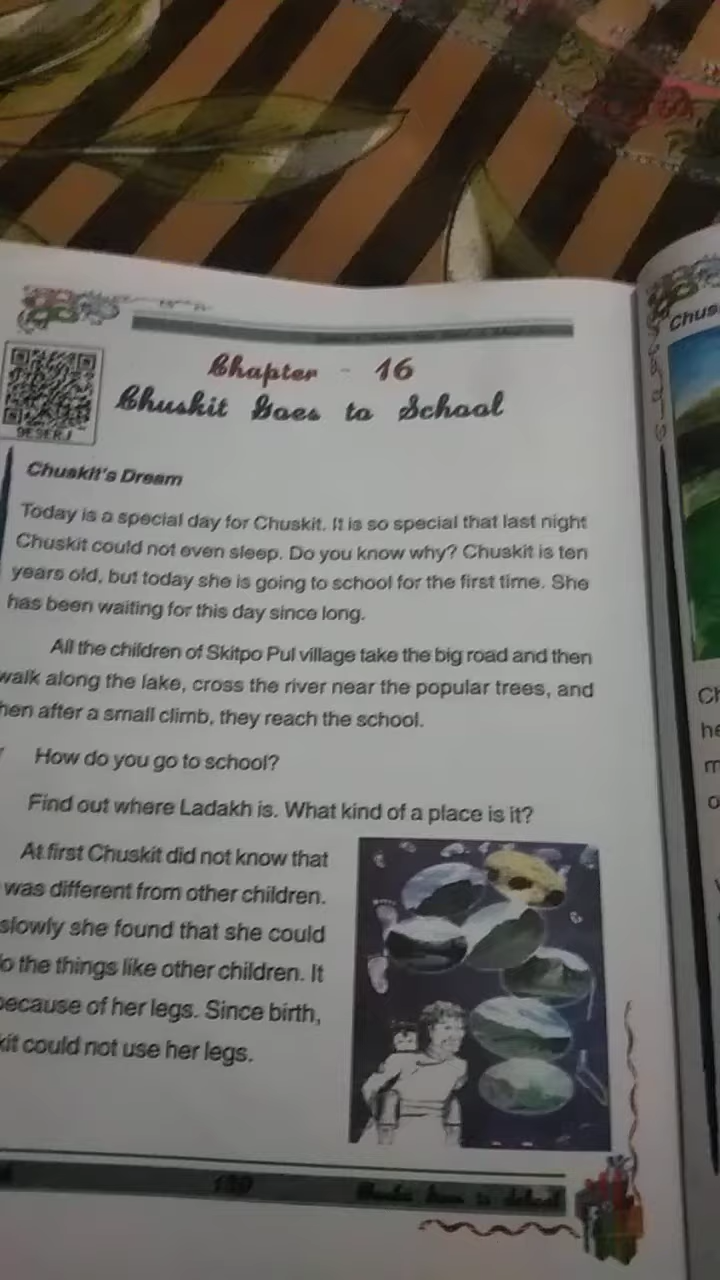 Chapter - 16
Chuskit Goes to School
Chuskit's Dream
Today is a special day for Chuskit. It is so special that last night
Chuskit could not even sleep. Do you know why? Chuskit is ten
years old, but today she is going to school for the first time. She
has been waiting for this day since long.
All the children of Skitpo Pul village take the big road and then
walk along the lake, cross the river near the popular trees, and
hen after a small climb, they reach the school.
How do you go to school?
Find out where Ladakh is. What kind of a place is it?
At first Chuskit did not know that
was different from other children.
slowly she found that she could
o the things like other children. It
because of her legs. Since birth,
kit could not use her legs.
Chus
Ch
he
m
o